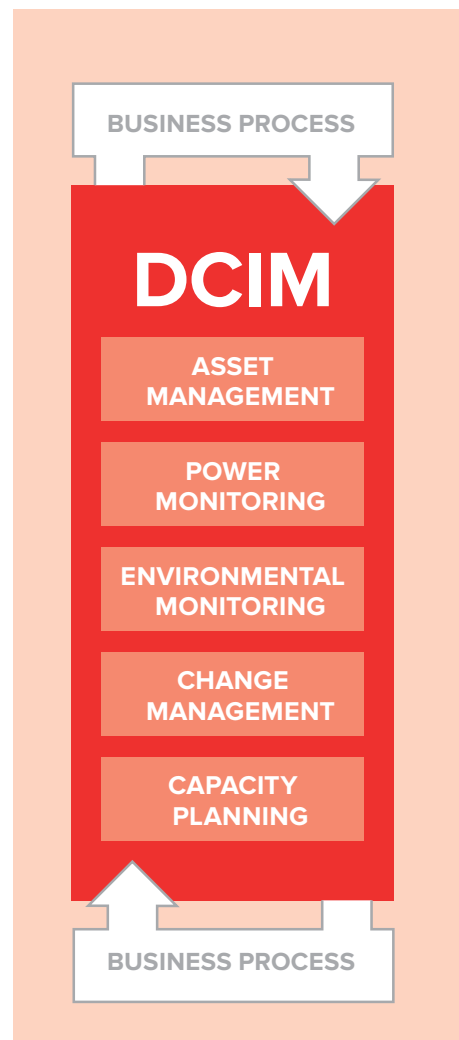 BUSINESS PROCESS
DCIM
ASSET
MANAGEMENT
POWER
MONITORING
ENVIRONMENTAL
MONITORING
CHANGE
MANAGEMENT
CAPACITY
PLANNING
BUSINESS PROCESS